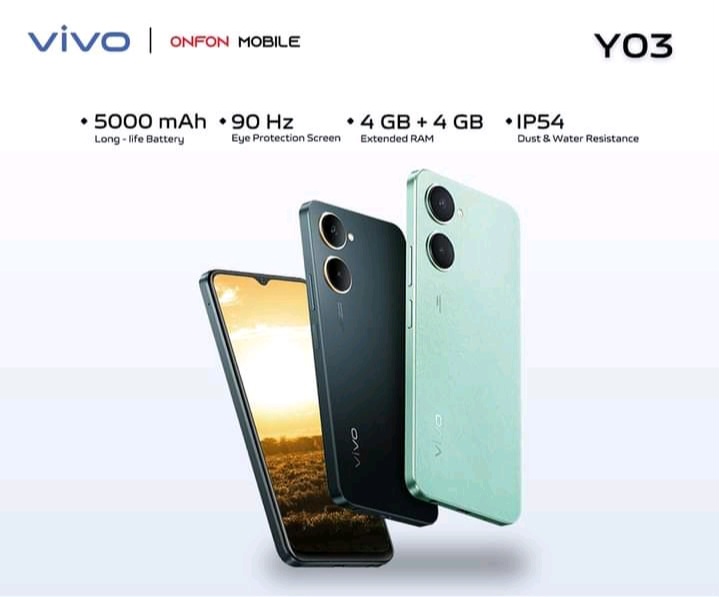 vivo | ONFON MOBILE
Y03
• 5000 mAh
Long - life Battery
• 90 Hz
Eye Protection Screen
• 4 GB + 4 GB
Extended RAM
• IP54
Dust & Water Resistance
vivo
vivo